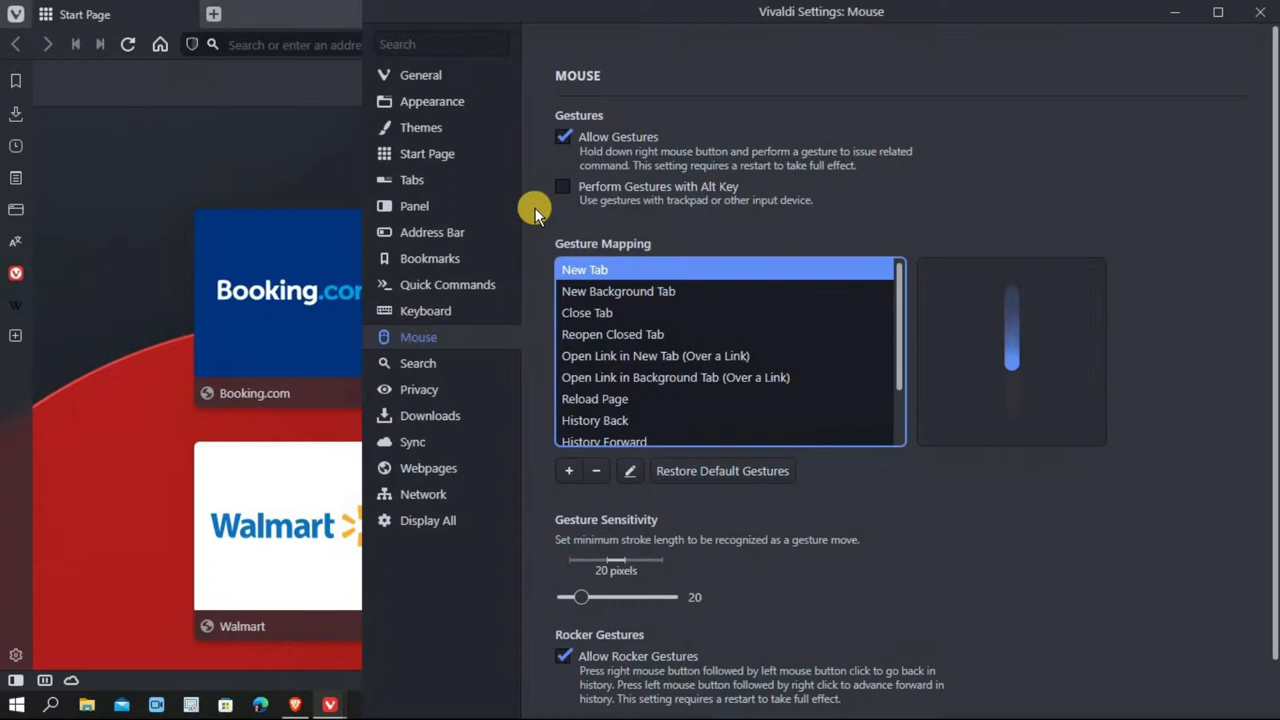 Start Page
Vivaldi Settings: Mouse
Search or enter an addre
Search
General
Appearance
Themes
Start Page
Tabs
Panel
Address Bar
Bookmarks
Quick Commands
Keyboard
Mouse
Search
Privacy
Downloads
Sync
Webpages
Network
Display All
MOUSE
Gestures
Allow Gestures
Hold down right mouse button and perform a gesture to issue related
command. This setting requires a restart to take full effect.
Perform Gestures with Alt Key
Use gestures with trackpad or other input device.
Gesture Mapping
New Tab
New Background Tab
Close Tab
Reopen Closed Tab
Open Link in New Tab (Over a Link)
Open Link in Background Tab (Over a Link)
Reload Page
History Back
History Forward
Restore Default Gestures
Gesture Sensitivity
Set minimum stroke length to be recognized as a gesture move.
20 pixels
20
Rocker Gestures
Allow Rocker Gestures
Press right mouse button followed by left mouse button click to go back in
history. Press left mouse button followed by right click to advance forward in
history. This setting requires a restart to take full effect.
Booking.com
Booking.com
Walmart
Walmart